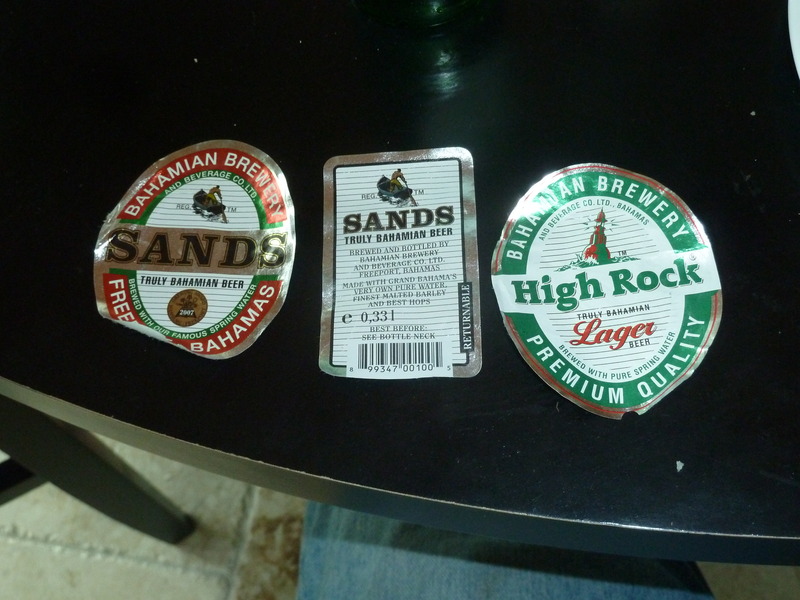 BAHAMIAN BREWERY
AND BEVERAGE CO. LTD.
REG. TM
SANDS
TRULY BAHAMIAN BEER
2007
BREWED WITH OUR FAMOUS SPRING WATER
BAHAMAS
REG. TM
SANDS
TRULY BAHAMIAN BEER
BREWED AND BOTTLED BY
BAHAMIAN BREWERY
AND BEVERAGE CO. LTD.
FREEPORT, BAHAMAS
MADE WITH GRAND BAHAMA'S
VERY OWN PURE WATER,
FINEST MALTED BARLEY
AND BEST HOPS
e 0,33 l
BEST BEFORE:
SEE BOTTLE NECK
RETURNABLE
8 99347 00100 5
BAHAMIAN BREWERY
AND BEVERAGE CO. LTD., BAHAMAS
TM
High Rock®
TRULY BAHAMIAN
Lager
BEER
BREWED WITH PURE SPRING WATER
PREMIUM QUALITY